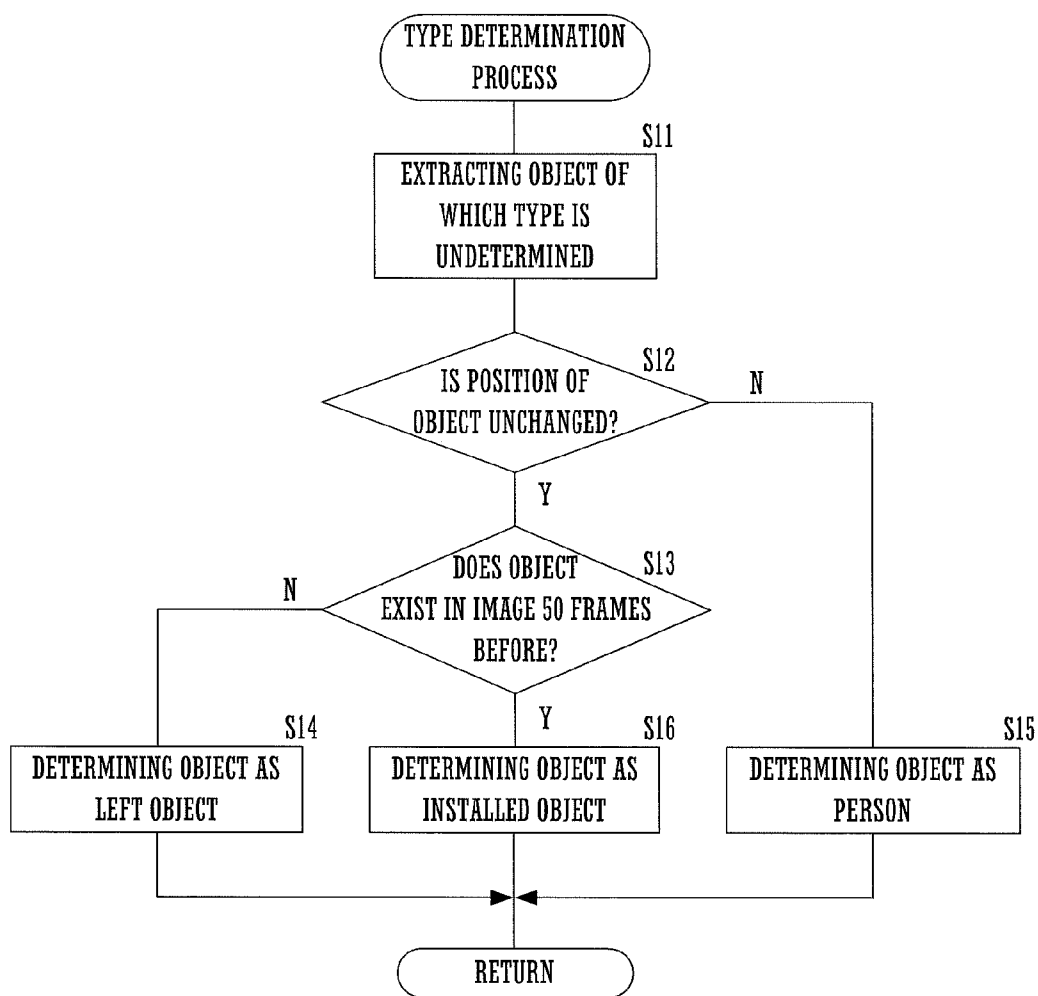 TYPE DETERMINATION
PROCESS
S11
EXTRACTING OBJECT OF
WHICH TYPE IS
UNDETERMINED
S12
IS POSITION OF
OBJECT UNCHANGED?
N
Y
S13
DOES OBJECT
EXIST IN IMAGE 50 FRAMES
BEFORE?
N
Y
S14
DETERMINING OBJECT AS
LEFT OBJECT
S16
DETERMINING OBJECT AS
INSTALLED OBJECT
S15
DETERMINING OBJECT AS
PERSON
RETURN